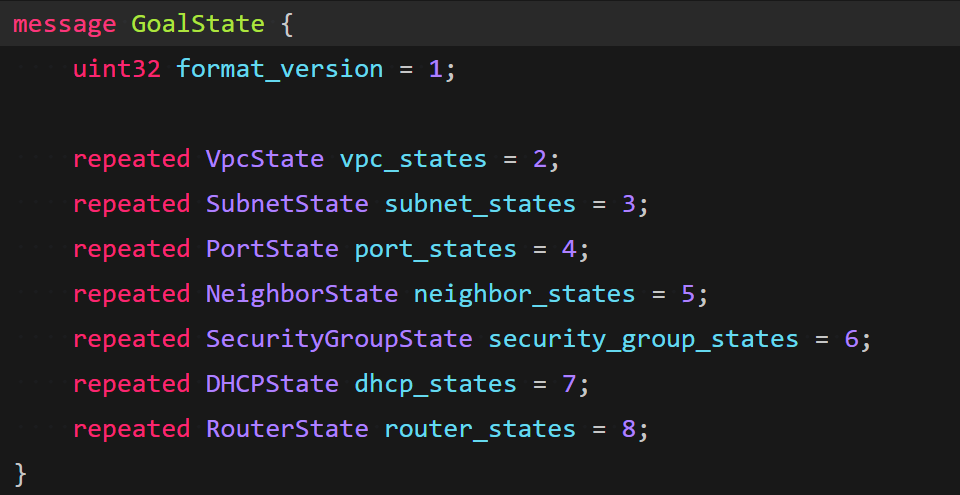 message GoalState {
    uint32 format_version = 1;

    repeated VpcState vpc_states = 2;
    repeated SubnetState subnet_states = 3;
    repeated PortState port_states = 4;
    repeated NeighborState neighbor_states = 5;
    repeated SecurityGroupState security_group_states = 6;
    repeated DHCPState dhcp_states = 7;
    repeated RouterState router_states = 8;
}